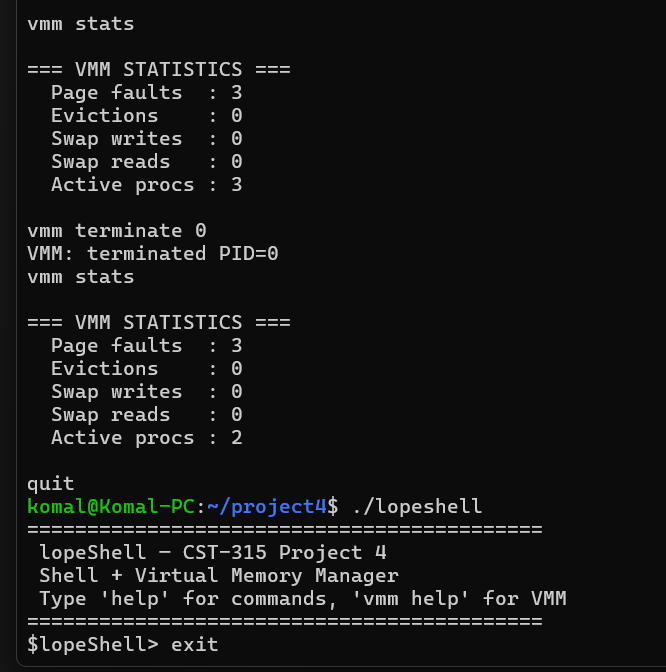 vmm stats
=== VMM STATISTICS ===
Page faults : 3
Evictions : 0
Swap writes : 0
Swap reads : 0
Active procs : 3
vmm terminate 0
VMM: terminated PID=0
vmm stats
=== VMM STATISTICS ===
Page faults : 3
Evictions : 0
Swap writes : 0
Swap reads : 0
Active procs : 2
quit
komal@Komal-PC:~/project4$ ./lopeshell
===========================================
lopeShell — CST-315 Project 4
Shell + Virtual Memory Manager
Type 'help' for commands, 'vmm help' for VMM
===========================================
$lopeShell> exit